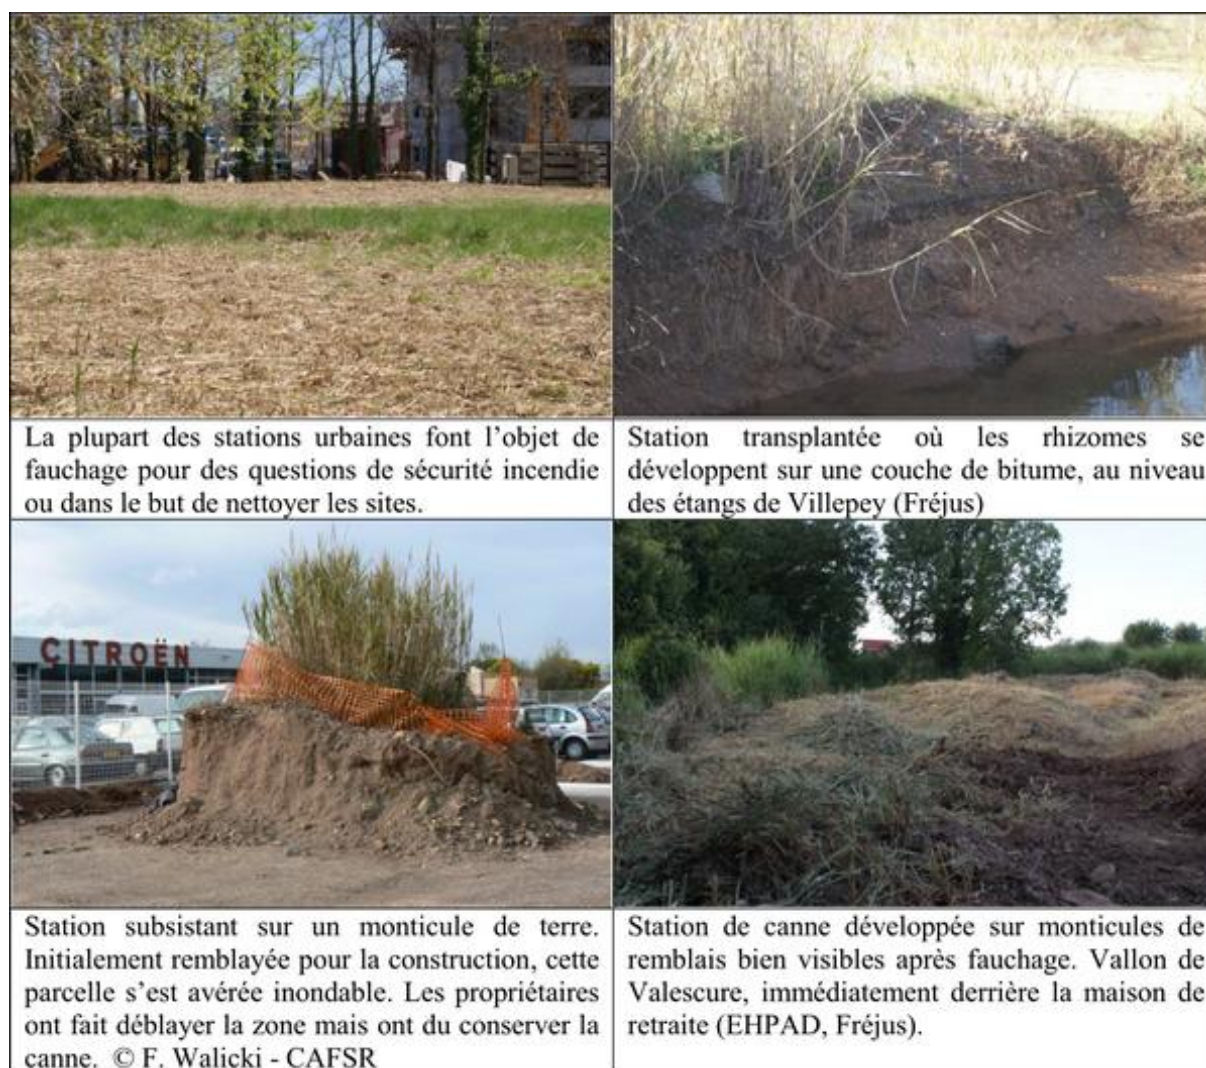 La plupart des stations urbaines font l’objet de
fauchage pour des questions de sécurité incendie
ou dans le but de nettoyer les sites.
Station transplantée où les rhizomes se
développent sur une couche de bitume, au niveau
des étangs de Villepey (Fréjus)
ÇITROËN
Station subsistant sur un monticule de terre.
Initialement remblayée pour la construction, cette
parcelle s’est avérée inondable. Les propriétaires
ont fait déblayer la zone mais ont du conserver la
canne. © F. Walicki - CAFSR
Station de canne développée sur monticules de
remblais bien visibles après fauchage. Vallon de
Valescure, immédiatement derrière la maison de
retraite (EHPAD, Fréjus).